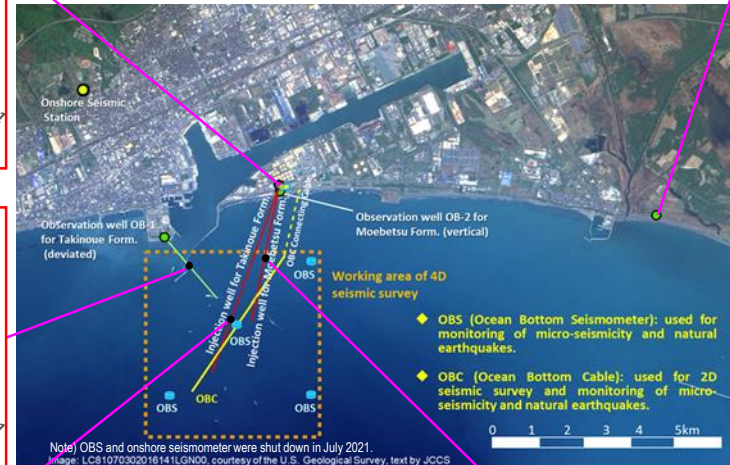 Onshore Seismic
Station
Observation well OB-1
for Takinoue Form.
(deviated)
Injection well for Takinoue Form.
Injection well for Moebetsu Form.
OBC Connecting Cable
Observation well OB-2 for
Moebetsu Form. (vertical)
Working area of 4D
seismic survey
OBS
OBS
OBS
OBS
OBC
◆ OBS (Ocean Bottom Seismometer): used for
monitoring of micro-seismicity and natural
earthquakes.
◆ OBC (Ocean Bottom Cable): used for 2D
seismic survey and monitoring of micro-
seismicity and natural earthquakes.
0 1 2 3 4 5km
Note) OBS and onshore seismometer were shut down in July 2021.
Image: LC81070302016141LGN00, courtesy of the U.S. Geological Survey, text by JCCS